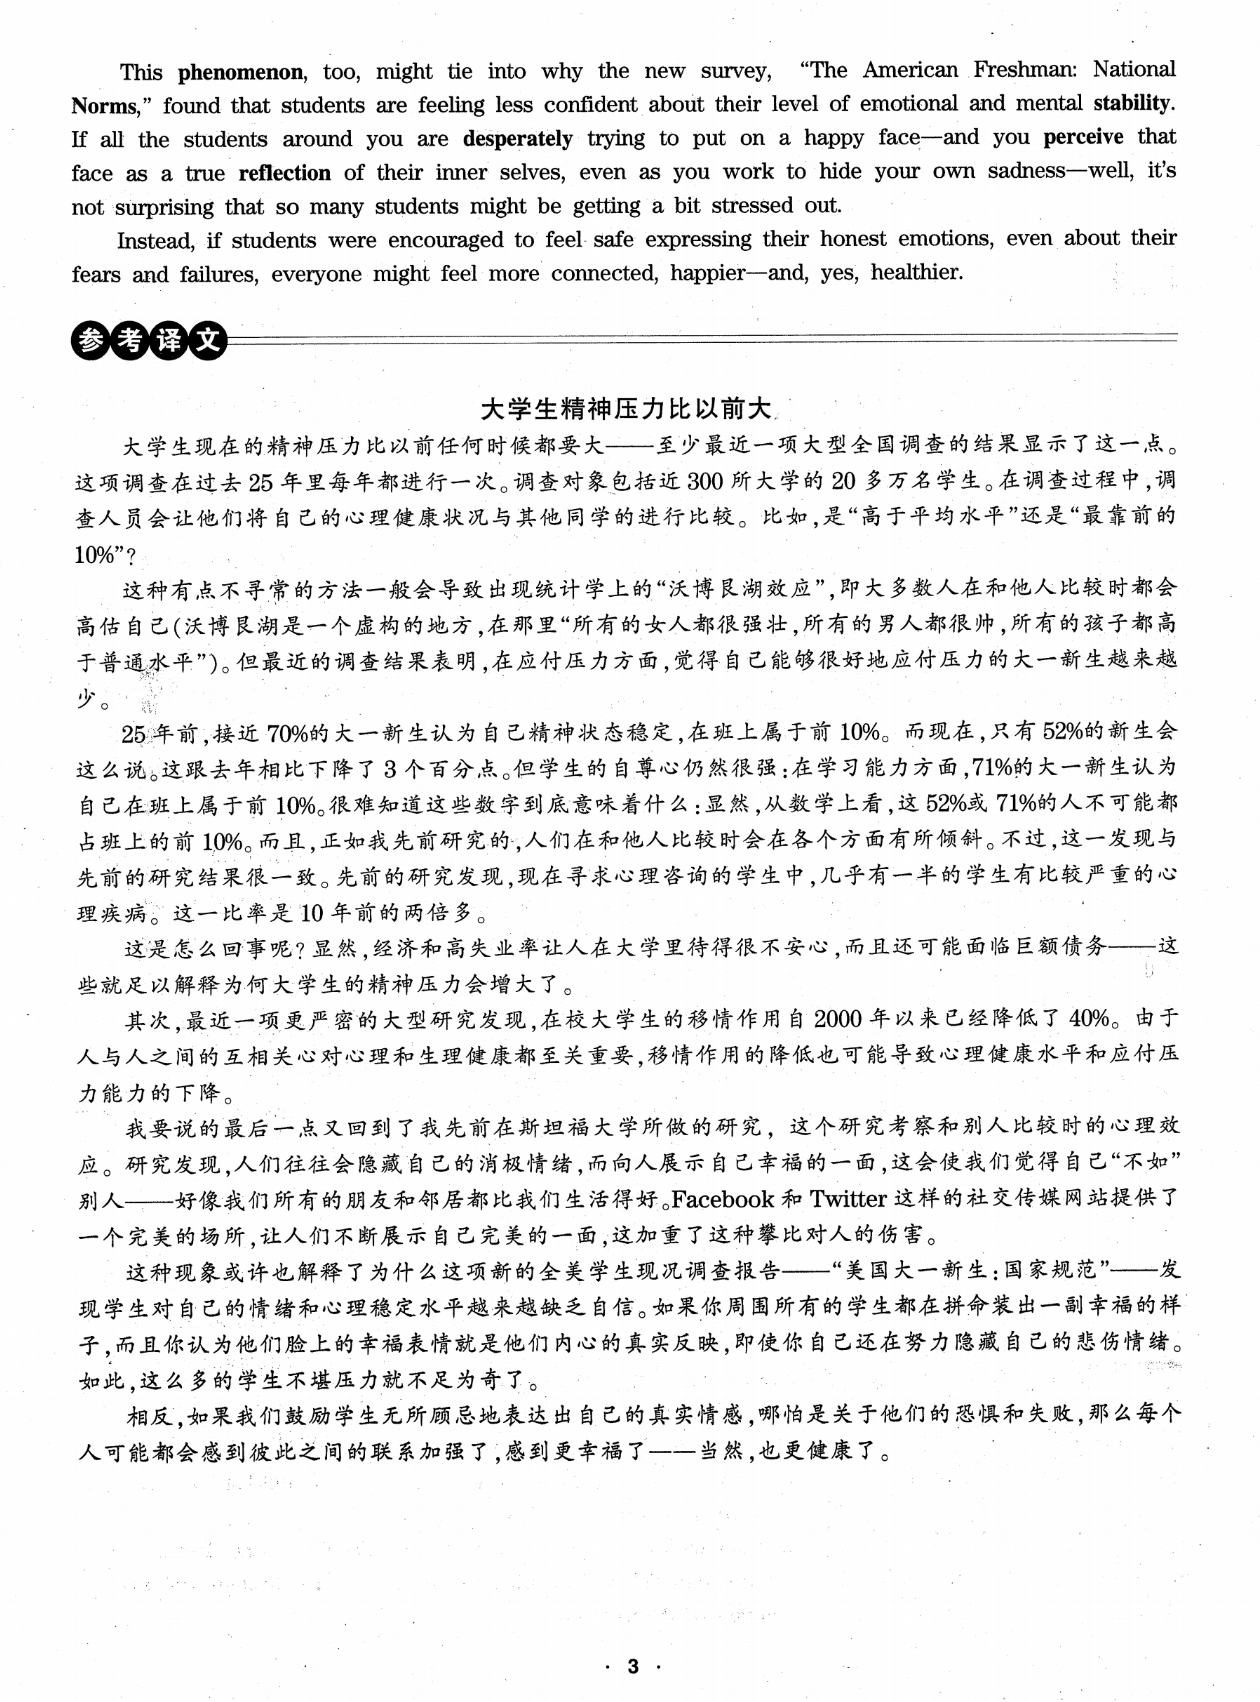 This phenomenon, too, might tie into why the new survey, “The American Freshman: National
Norms,” found that students are feeling less confident about their level of emotional and mental stability.
If all the students around you are desperately trying to put on a happy face—and you perceive that
face as a true reflection of their inner selves, even as you work to hide your own sadness—well, it's
not surprising that so many students might be getting a bit stressed out.
Instead, if students were encouraged to feel safe expressing their honest emotions, even about their
fears and failures, everyone might feel more connected, happier—and, yes, healthier.
参考译文
大学生精神压力比以前大
大学生现在的精神压力比以前任何时候都要大——至少最近一项大型全国调查的结果显示了这一点。
这项调查在过去 25 年里每年都进行一次。调查对象包括近 300 所大学的 20 多万名学生。在调查过程中,调
查人员会让他们将自己的心理健康状况与其他同学的进行比较。比如,是“高于平均水平”还是“最靠前的
10%”?
这种有点不寻常的方法一般会导致出现统计学上的“沃博艮湖效应”,即大多数人在和他人比较时都会
高估自己(沃博艮湖是一个虚构的地方,在那里“所有的女人都很强壮,所有的男人都很帅,所有的孩子都高
于普通水平”)。但最近的调查结果表明,在应付压力方面,觉得自己能够很好地应付压力的大一新生越来越
少。
25 年前,接近 70%的大一新生认为自己精神状态稳定,在班上属于前 10%。而现在,只有 52%的新生会
这么说。这跟去年相比下降了 3 个百分点。但学生的自尊心仍然很强:在学习能力方面,71%的大一新生认为
自己在班上属于前 10%。很难知道这些数字到底意味着什么:显然,从数学上看,这 52%或 71%的人不可能都
占班上的前 10%。而且,正如我先前研究的,人们在和他人比较时会在各个方面有所倾斜。不过,这一发现与
先前的研究结果很一致。先前的研究发现,现在寻求心理咨询的学生中,几乎有一半的学生有比较严重的心
理疾病。这一比率是 10 年前的两倍多。
这是怎么回事呢?显然,经济和高失业率让人在大学里待得很不安心,而且还可能面临巨额债务——这
些就足以解释为何大学生的精神压力会增大了。
其次,最近一项更严密的大型研究发现,在校大学生的移情作用自 2000 年以来已经降低了 40%。由于
人与人之间的互相关心对心理和生理健康都至关重要,移情作用的降低也可能导致心理健康水平和应付压
力能力的下降。
我要说的最后一点又回到了我先前在斯坦福大学所做的研究,这个研究考察和别人比较时的心理效
应。研究发现,人们往往会隐藏自己的消极情绪,而向人展示自己幸福的一面,这会使我们觉得自己“不如”
别人——好像我们所有的朋友和邻居都比我们生活得好。Facebook 和 Twitter 这样的社交传媒网站提供了
一个完美的场所,让人们不断展示自己完美的一面,这加重了这种攀比对人的伤害。
这种现象或许也解释了为什么这项新的全美学生现况调查报告——“美国大一新生:国家规范”——发
现学生对自己的情绪和心理稳定水平越来越缺乏自信。如果你周围所有的学生都在拼命装出一副幸福的样
子,而且你认为他们脸上的幸福表情就是他们内心的真实反映,即使你自己还在努力隐藏自己的悲伤情绪。
如此,这么多的学生不堪压力就不足为奇了。
相反,如果我们鼓励学生无所顾忌地表达出自己的真实情感,哪怕是关于他们的恐惧和失败,那么每个
人可能都会感到彼此之间的联系加强了,感到更幸福了——当然,也更健康了。
· 3 ·